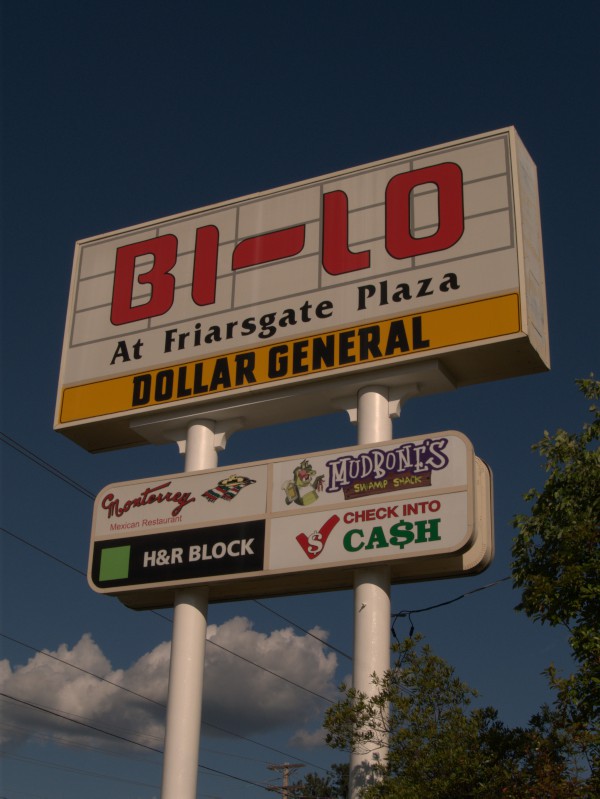 BI-LO
At Friarsgate Plaza
DOLLAR GENERAL
Monterrey
Mexican Restaurant
MUDBONE'S
SWAMP SHACK
H&R BLOCK
CHECK INTO
CA$H
$